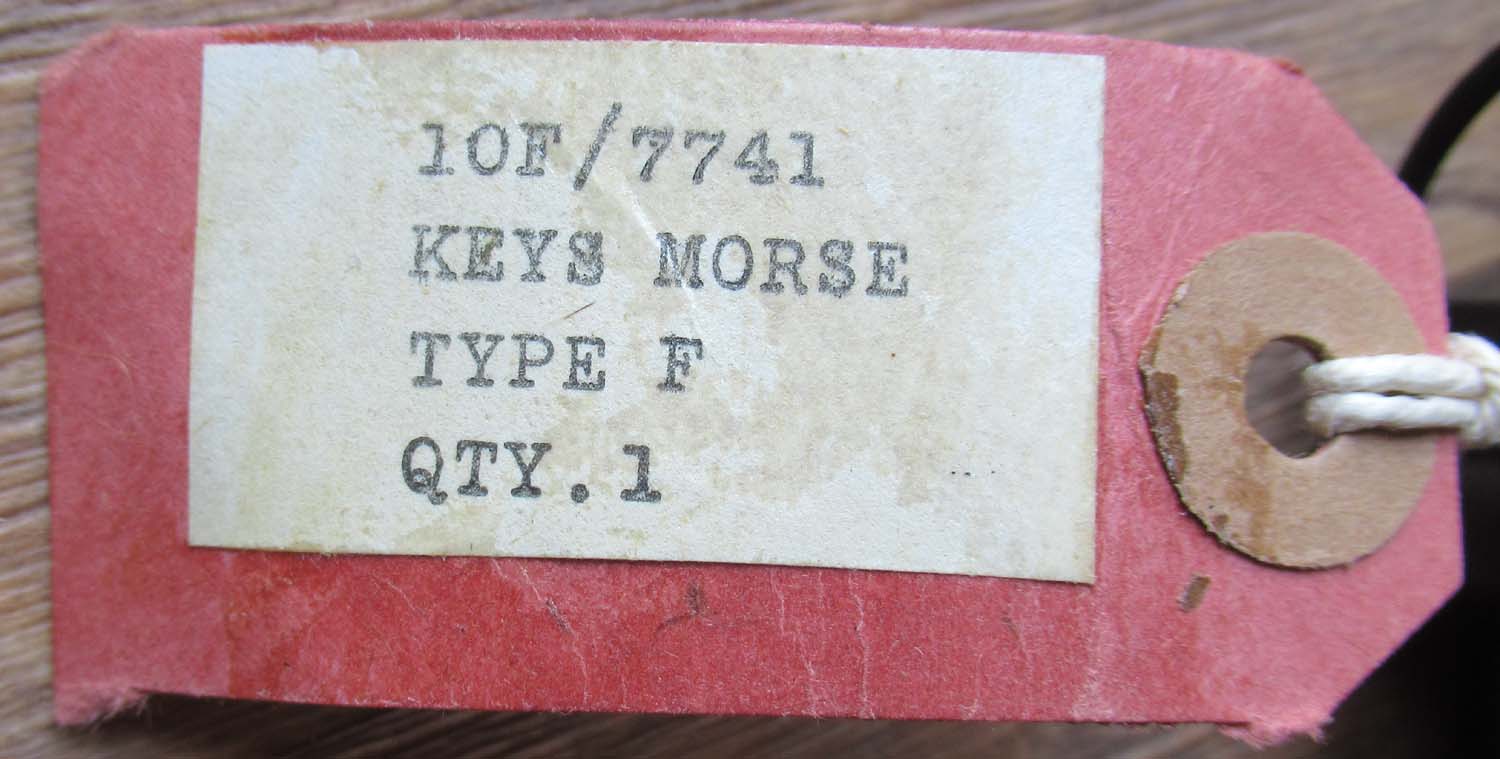 10F/7741
KEYS MORSE
TYPE F
QTY.1